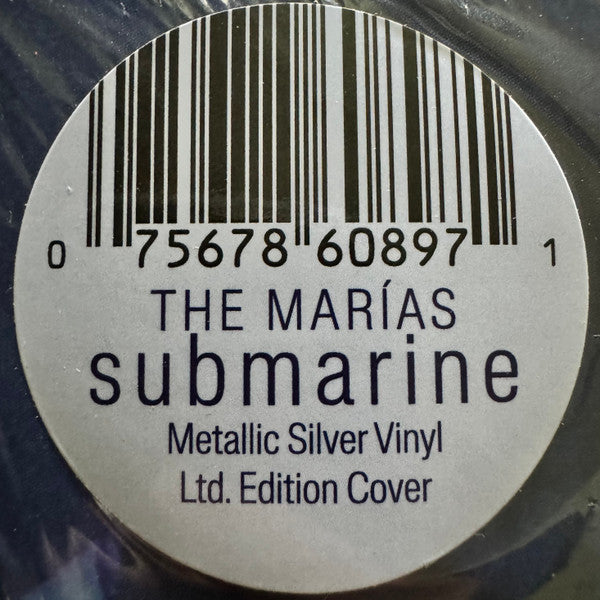 0 75678 60897 1
THE MARÍAS
submarine
Metallic Silver Vinyl
Ltd. Edition Cover